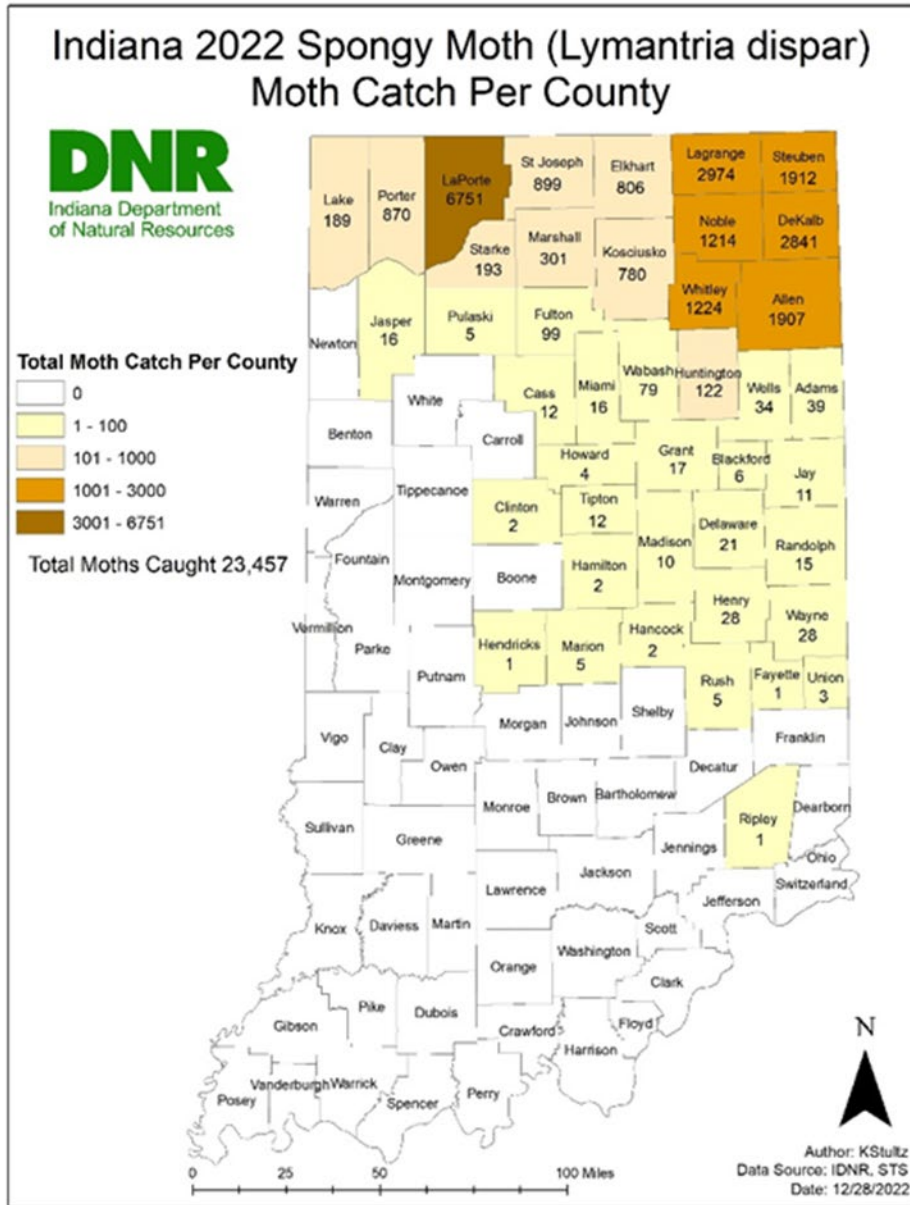 Indiana 2022 Spongy Moth (Lymantria dispar)
Moth Catch Per County
DNR
Indiana Department
of Natural Resources
Lake
189
Porter
870
LaPorte
6751
St Joseph
899
Elkhart
806
Lagrange
2974
Steuben
1912
Noble
1214
DeKalb
2841
Starke
193
Marshall
301
Kosciusko
780
Whitley
1224
Allen
1907
Newton
Jasper
16
Pulaski
5
Fulton
99
Total Moth Catch Per County
0
1 - 100
101 - 1000
1001 - 3000
3001 - 6751
Total Moths Caught 23,457
White
Cass
12
Miami
16
Wabash
79
Huntington
122
Wells
34
Adams
39
Benton
Carroll
Howard
4
Grant
17
Blackford
6
Jay
11
Warren
Tippecanoe
Clinton
2
Tipton
12
Madison
10
Delaware
21
Randolph
15
Fountain
Montgomery
Boone
Hamilton
2
Henry
28
Wayne
28
Vermillion
Parke
Putnam
Hendricks
1
Marion
5
Hancock
2
Rush
5
Fayette
1
Union
3
Vigo
Clay
Owen
Morgan
Johnson
Shelby
Decatur
Franklin
Sullivan
Greene
Monroe
Brown
Bartholomew
Jennings
Ripley
1
Dearborn
Ohio
Switzerland
Knox
Daviess
Martin
Lawrence
Jackson
Jefferson
Scott
Orange
Washington
Clark
Gibson
Pike
Dubois
Crawford
Floyd
Harrison
Posey
Vanderburgh
Warrick
Spencer
Perry
N
0 25 50 100 Miles
Author: KStultz
Data Source: IDNR, STS
Date: 12/28/2022